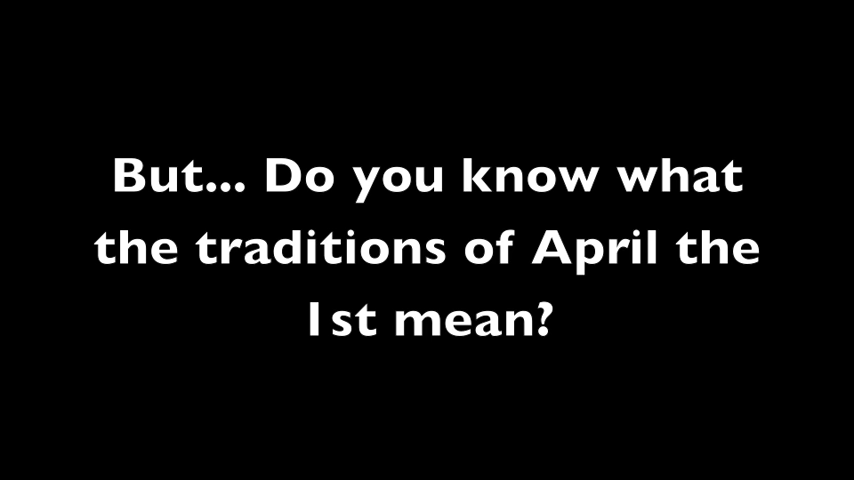 But... Do you know what
the traditions of April the
1st mean?